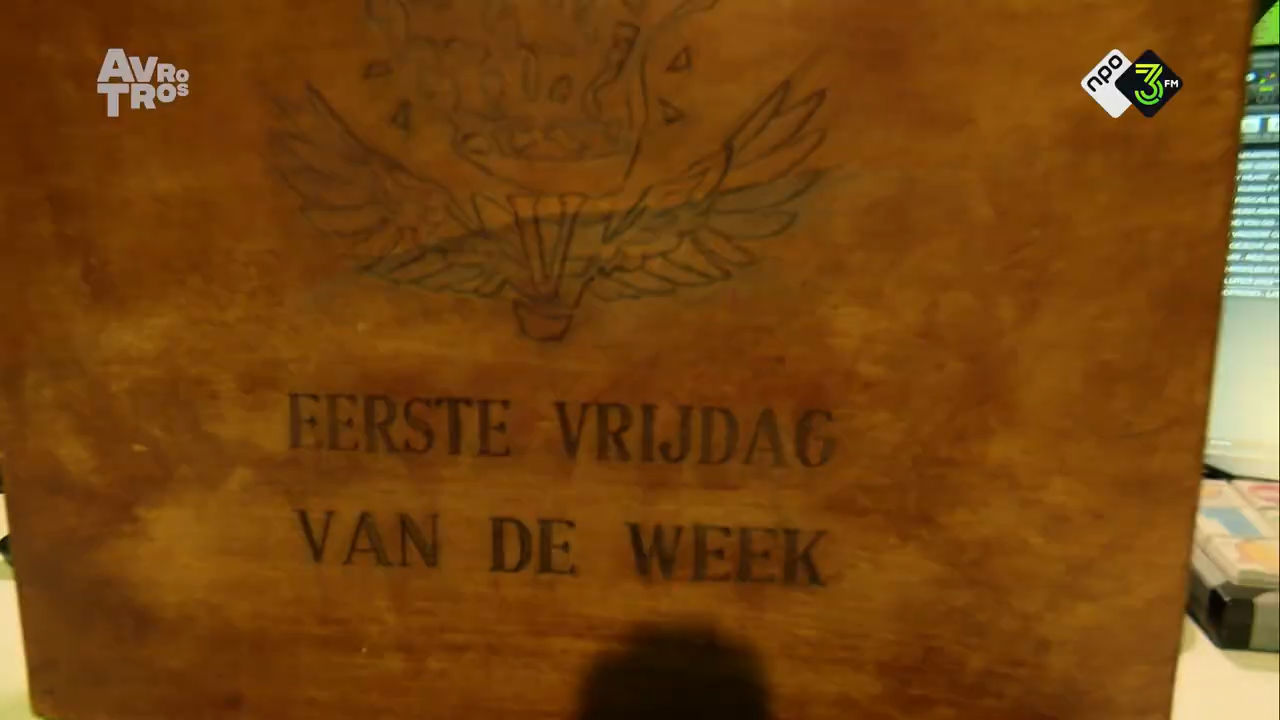 AVRO
TROS
npo 3FM
EERSTE VRIJDAG
VAN DE WEEK